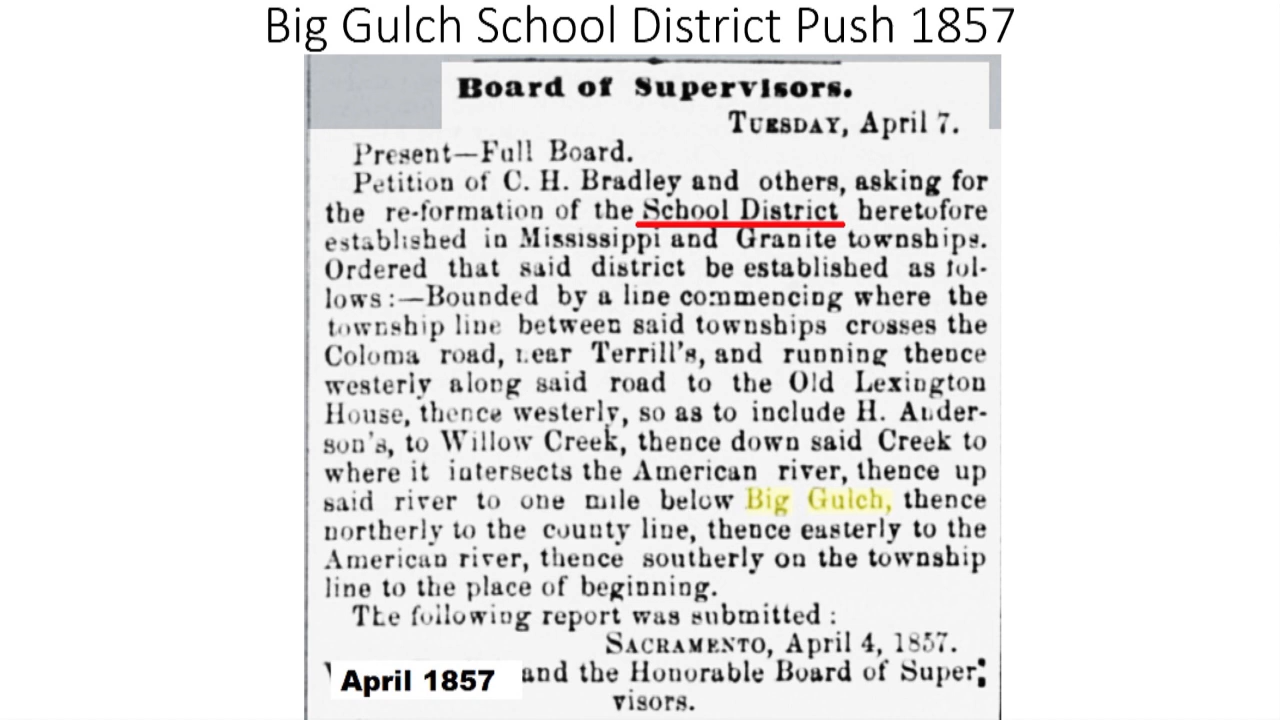 Big Gulch School District Push 1857
Board of Supervisors.
TUESDAY, April 7.
Present—Full Board.
Petition of C. H. Bradley and others, asking for
the re-formation of the School District heretofore
established in Mississippi and Granite townships.
Ordered that said district be established as fol-
lows:—Bounded by a line commencing where the
township line between said townships crosses the
Coloma road, near Terrill's, and running thence
westerly along said road to the Old Lexington
House, thence westerly, so as to include H. Ander-
son's, to Willow Creek, thence down said Creek to
where it intersects the American river, thence up
said river to one mile below Big Gulch, thence
northerly to the county line, thence easterly to the
American river, thence southerly on the township
line to the place of beginning.
The following report was submitted:
SACRAMENTO, April 4, 1857.
April 1857 and the Honorable Board of Super
visors.